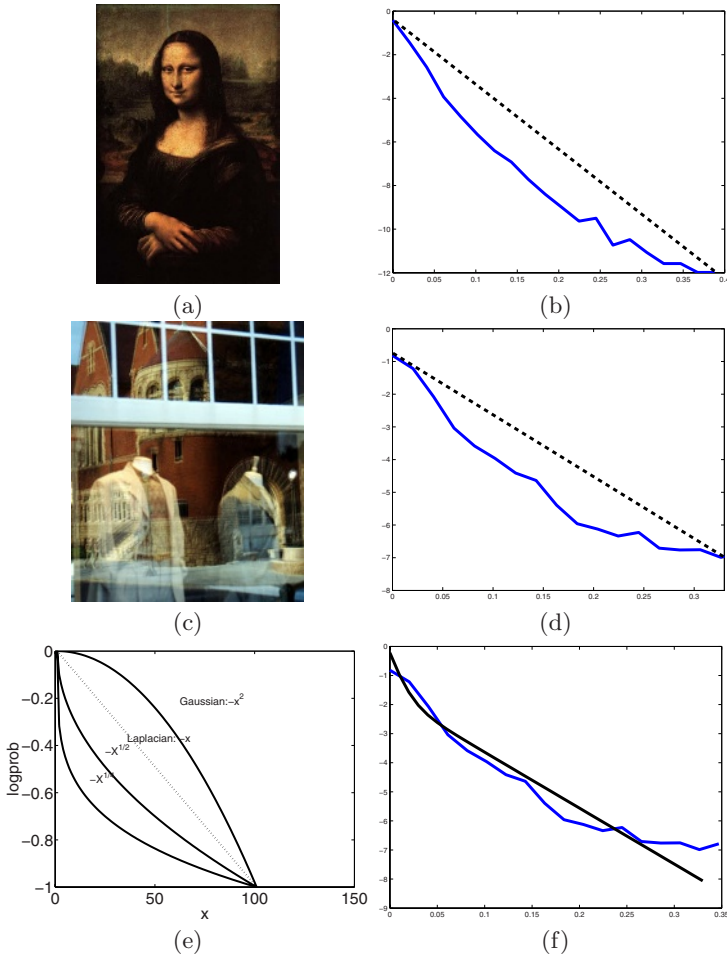 0
−2
−4
−6
−8
−10
−12
0 0.05 0.1 0.15 0.2 0.25 0.3 0.35 0.4
(a) (b)
0
−1
−2
−3
−4
−5
−6
−7
−8
0 0.05 0.1 0.15 0.2 0.25 0.3
(c) (d)
0
−0.2
−0.4
−0.6
−0.8
−1
logprob
Gaussian:−x²
Laplacian:−x
−X^1/2
−X^1/4
0 50 100 150
x
0
−1
−2
−3
−4
−5
−6
−7
−8
−9
0 0.05 0.1 0.15 0.2 0.25 0.3 0.35
(e) (f)